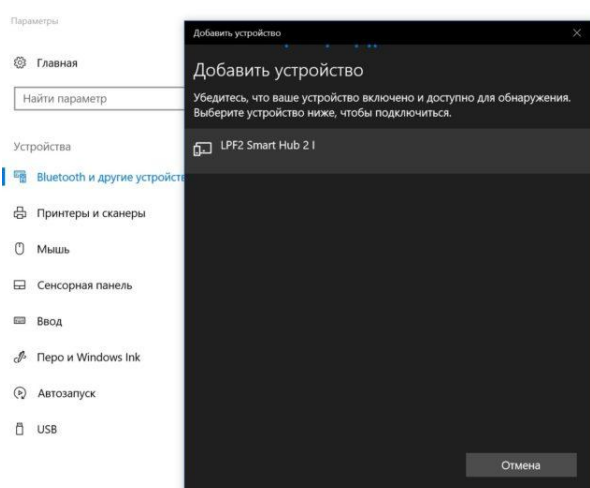 Параметры
Главная
Найти параметр
Устройства
Bluetooth и другие устройств
Принтеры и сканеры
Мышь
Сенсорная панель
Ввод
Перо и Windows Ink
Автозапуск
USB
Добавить устройство
Добавить устройство
Убедитесь, что ваше устройство включено и доступно для обнаружения.
Выберите устройство ниже, чтобы подключиться.
LPF2 Smart Hub 2 I
Отмена